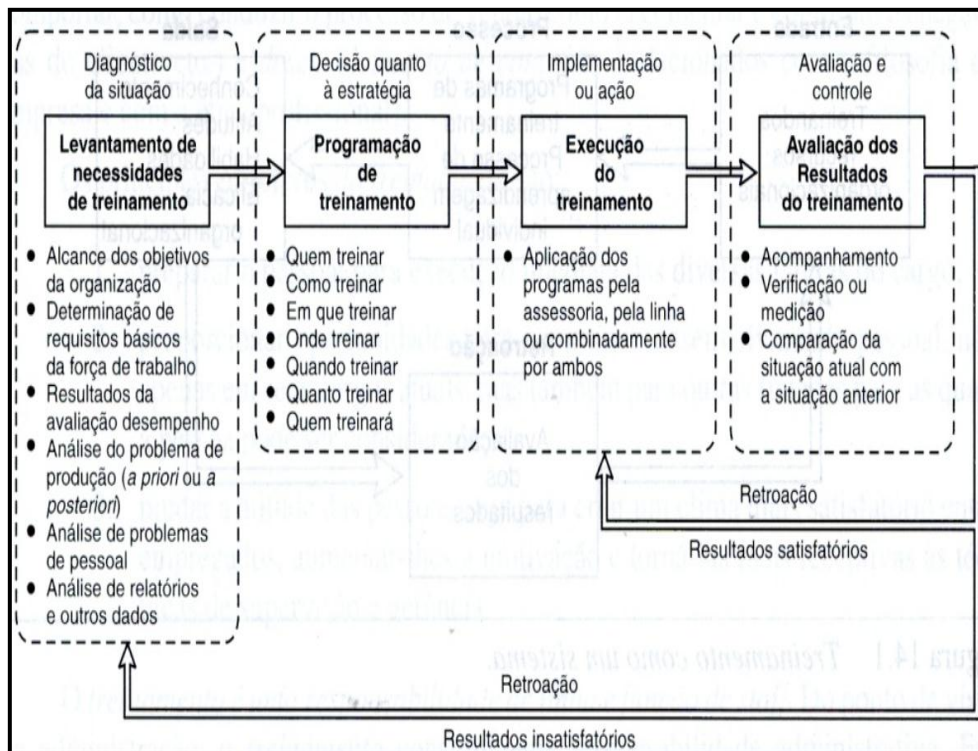 Diagnóstico
da situação
Levantamento de
necessidades
de treinamento
Alcance dos objetivos
da organização
Determinação de
requisitos básicos
da força de trabalho
Resultados da
avaliação desempenho
Análise do problema de
produção (a priori ou a
posteriori)
Análise de problemas
de pessoal
Análise de relatórios
e outros dados
Decisão quanto
à estratégia
Programação
de
treinamento
Quem treinar
Como treinar
Em que treinar
Onde treinar
Quando treinar
Quanto treinar
Quem treinará
Implementação
ou ação
Execução
do
treinamento
Aplicação dos
programas pela
assessoria, pela linha
ou combinadamente
por ambos
Avaliação e
controle
Avaliação dos
Resultados
do treinamento
Acompanhamento
Verificação ou
medição
Comparação da
situação atual com
a situação anterior
Retroação
Resultados satisfatórios
Retroação
Resultados insatisfatórios